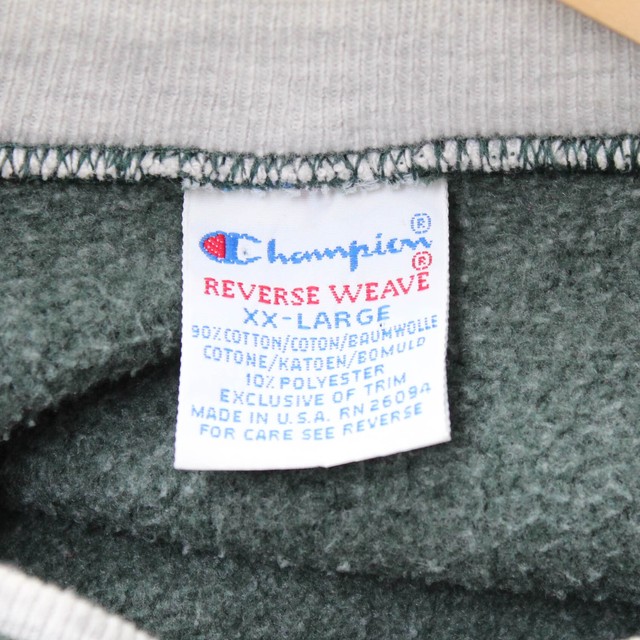 Champion®
REVERSE WEAVE®
XX-LARGE
90% COTTON/COTON/BAUMWOLLE
COTONE/KATOEN/BOMULD
10% POLYESTER
EXCLUSIVE OF TRIM
MADE IN U.S.A. RN 26094
FOR CARE SEE REVERSE